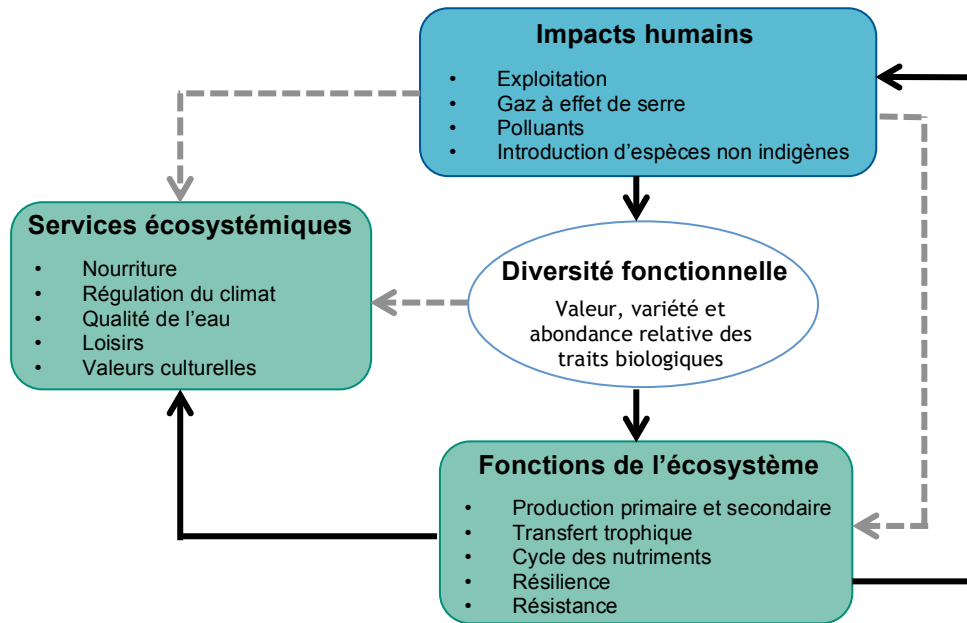 Impacts humains
• Exploitation
• Gaz à effet de serre
• Polluants
• Introduction d’espèces non indigènes
Services écosystémiques
• Nourriture
• Régulation du climat
• Qualité de l’eau
• Loisirs
• Valeurs culturelles
Diversité fonctionnelle
Valeur, variété et
abondance relative des
traits biologiques
Fonctions de l’écosystème
• Production primaire et secondaire
• Transfert trophique
• Cycle des nutriments
• Résilience
• Résistance